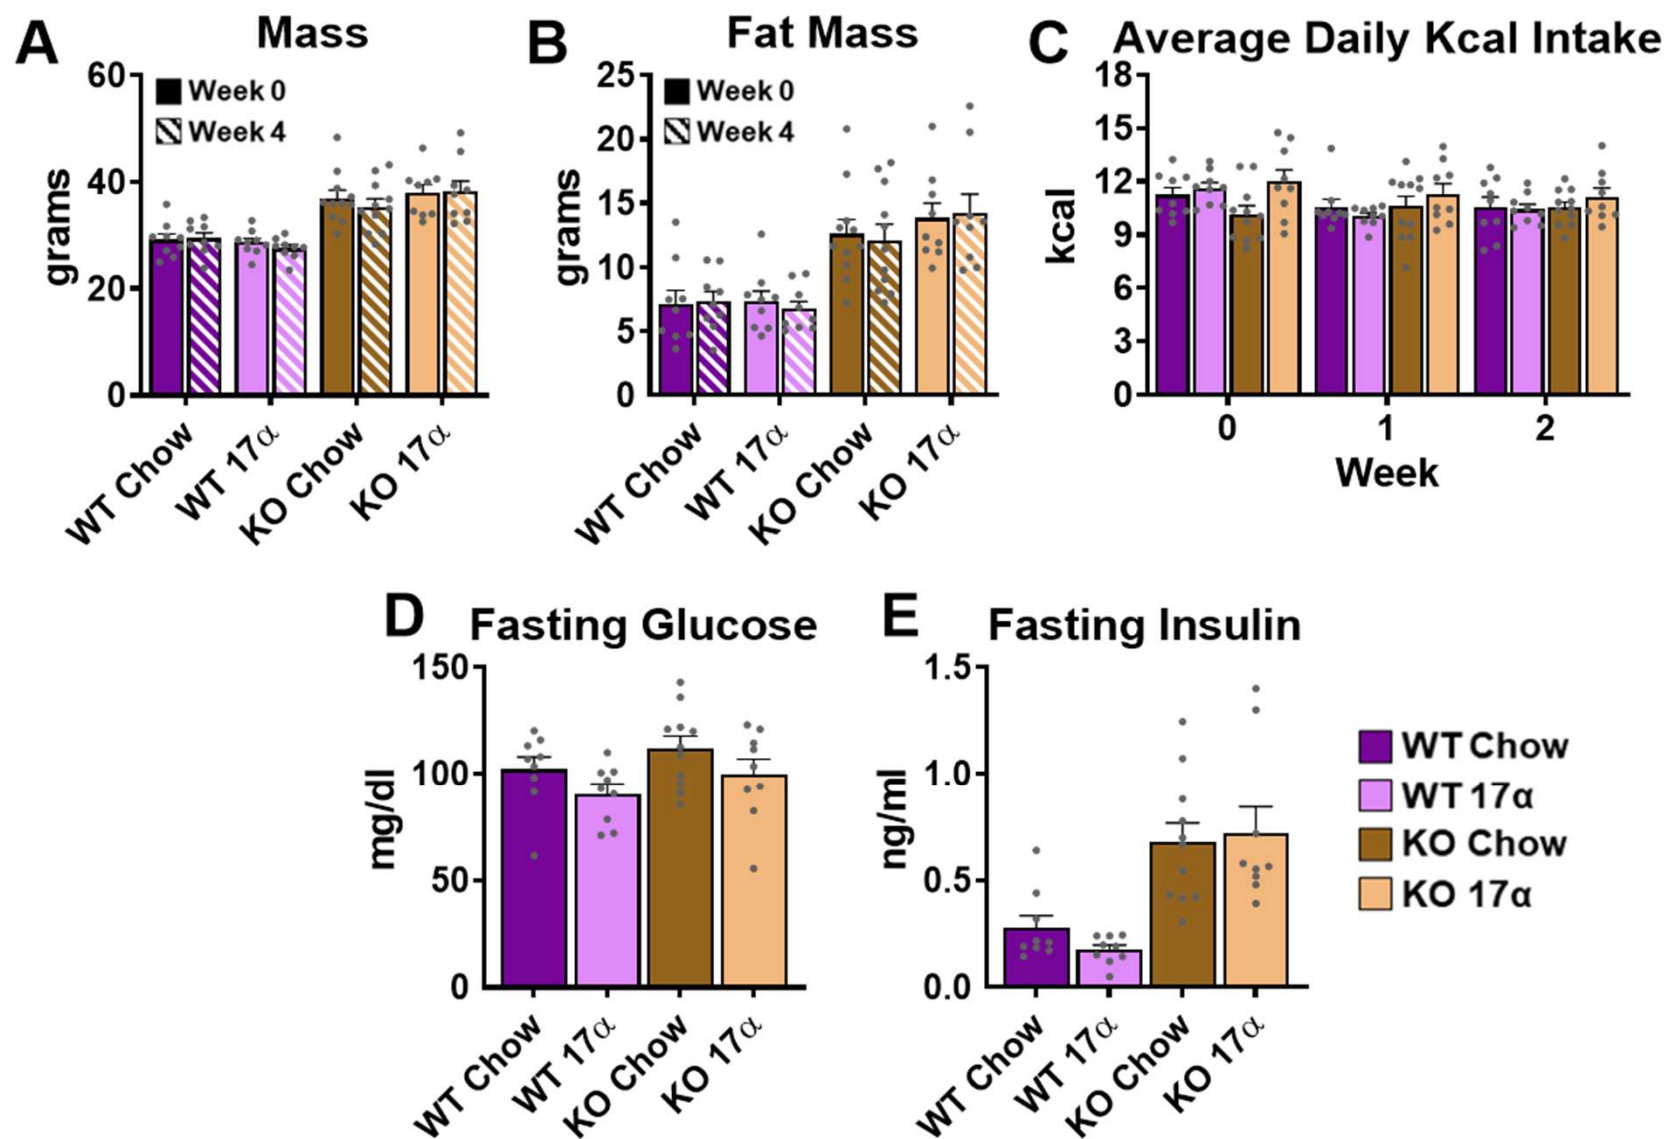 A
Mass
60
40
20
0
grams
Week 0
Week 4
WT Chow
WT 17α
KO Chow
KO 17α
B
Fat Mass
25
20
15
10
5
0
grams
Week 0
Week 4
WT Chow
WT 17α
KO Chow
KO 17α
C
Average Daily Kcal Intake
18
15
12
9
6
3
0
kcal
0
1
2
Week
D
Fasting Glucose
150
100
50
0
mg/dl
WT Chow
WT 17α
KO Chow
KO 17α
E
Fasting Insulin
1.5
1.0
0.5
0.0
ng/ml
WT Chow
WT 17α
KO Chow
KO 17α
WT Chow
WT 17α
KO Chow
KO 17α